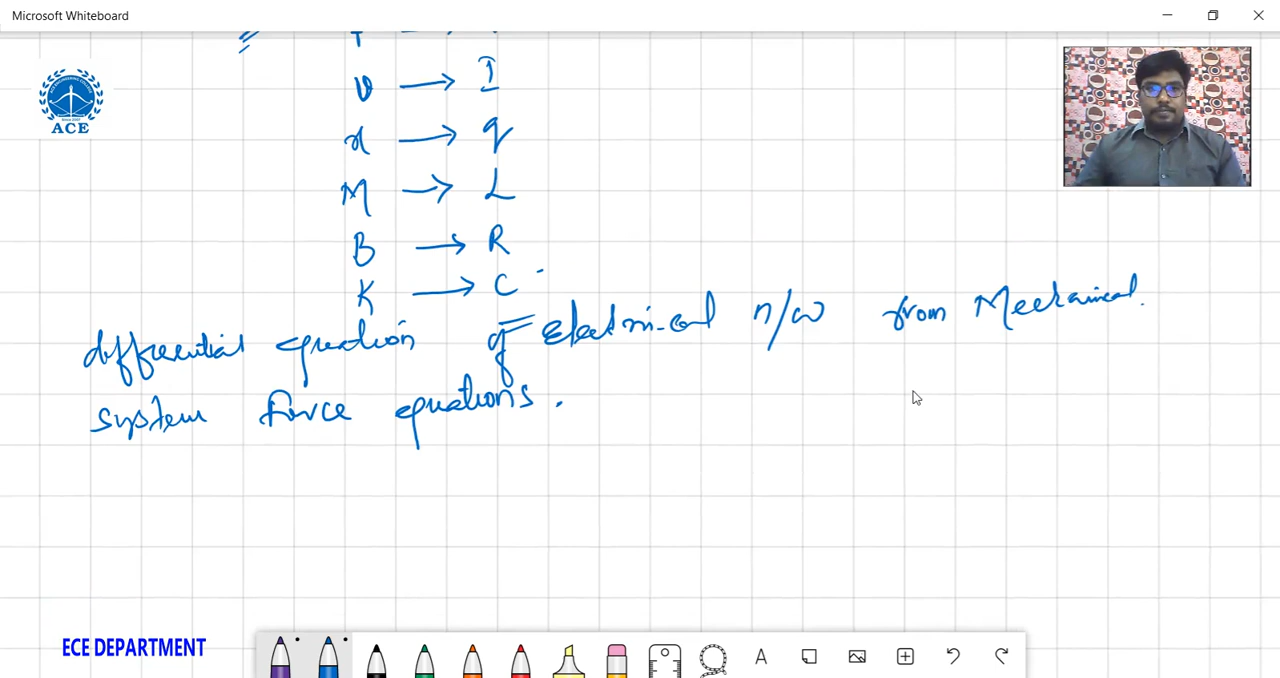 Microsoft Whiteboard
ACE
v → I
x → q
M → L
B → R
K → C
differential equation of Electrical n/w from Mechanical
system force equations.
ECE DEPARTMENT
A